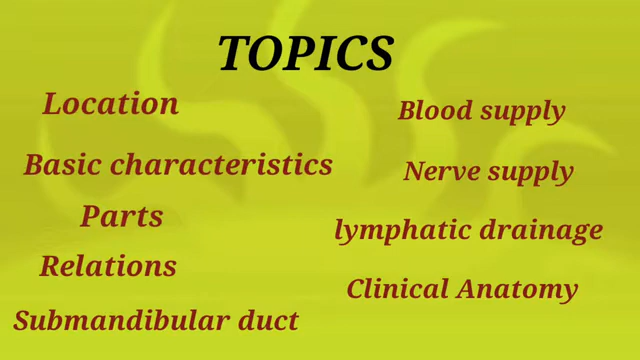 TOPICS
Location
Basic characteristics
Parts
Relations
Submandibular duct
Blood supply
Nerve supply
lymphatic drainage
Clinical Anatomy